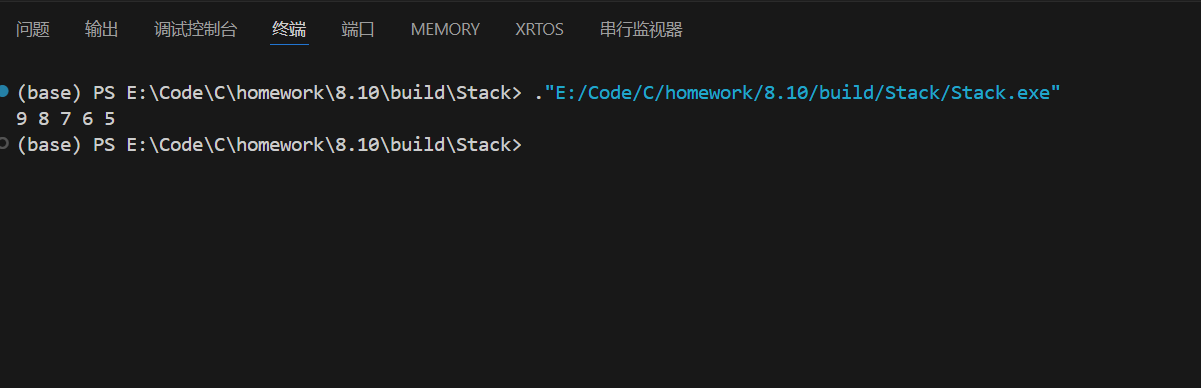 问题 输出 调试控制台 终端 端口 MEMORY XRTOS 串行监视器
(base) PS E:\Code\C\homework\8.10\build\Stack> ."E:/Code/C/homework/8.10/build/Stack/Stack.exe"
9 8 7 6 5
(base) PS E:\Code\C\homework\8.10\build\Stack>